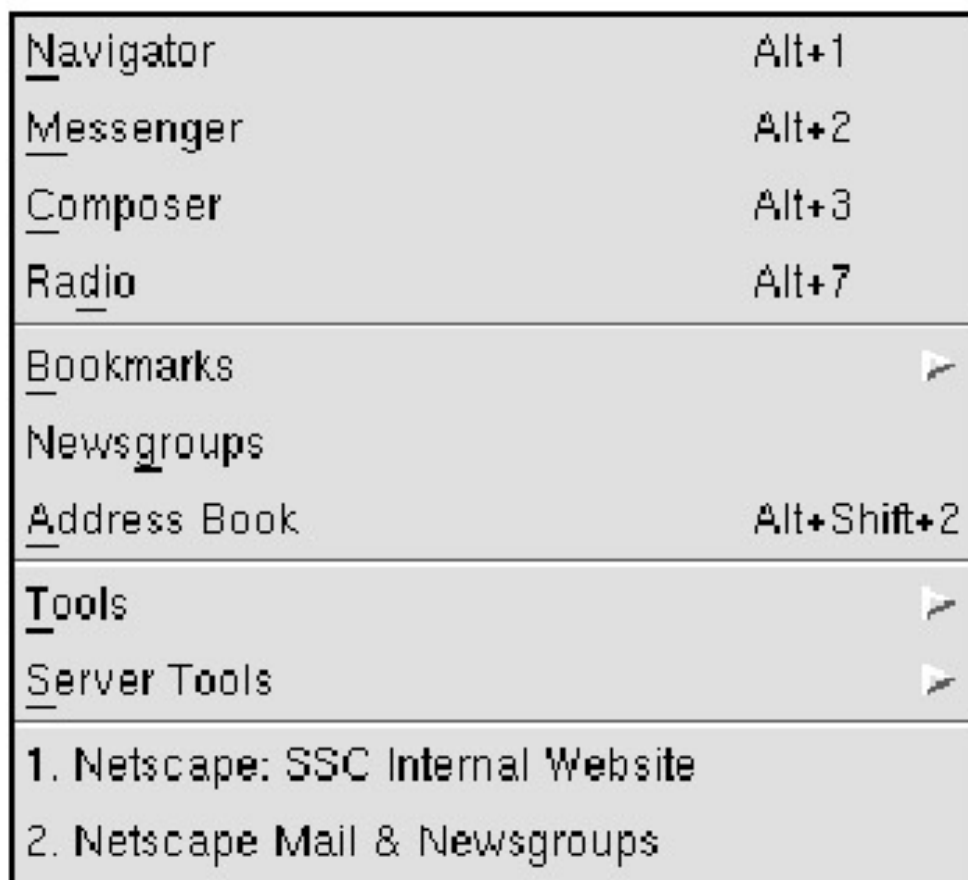 Navigator Alt+1
Messenger Alt+2
Composer Alt+3
Radio Alt+7
Bookmarks
Newsgroups
Address Book Alt+Shift+2
Tools
Server Tools
1. Netscape: SSC Internal Website
2. Netscape Mail & Newsgroups